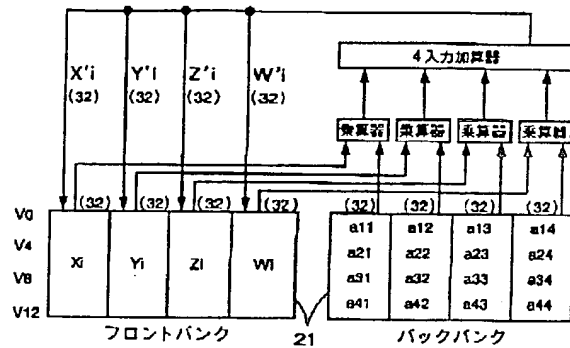 4入力加算器
X'i Y'i Z'i W'i
(32) (32) (32) (32)
乗算器 乗算器 乗算器 乗算器
(32) (32) (32) (32) (32) (32) (32) (32)
V0
V4
V8
V12
Xi Yi Zi Wi
a11 a12 a13 a14
a21 a22 a23 a24
a31 a32 a33 a34
a41 a42 a43 a44
フロントバンク 21 バックバンク